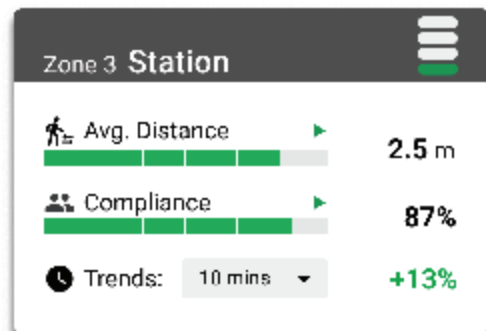 Zone 3 Station
Avg. Distance
2.5 m
Compliance
87%
Trends: 10 mins +13%